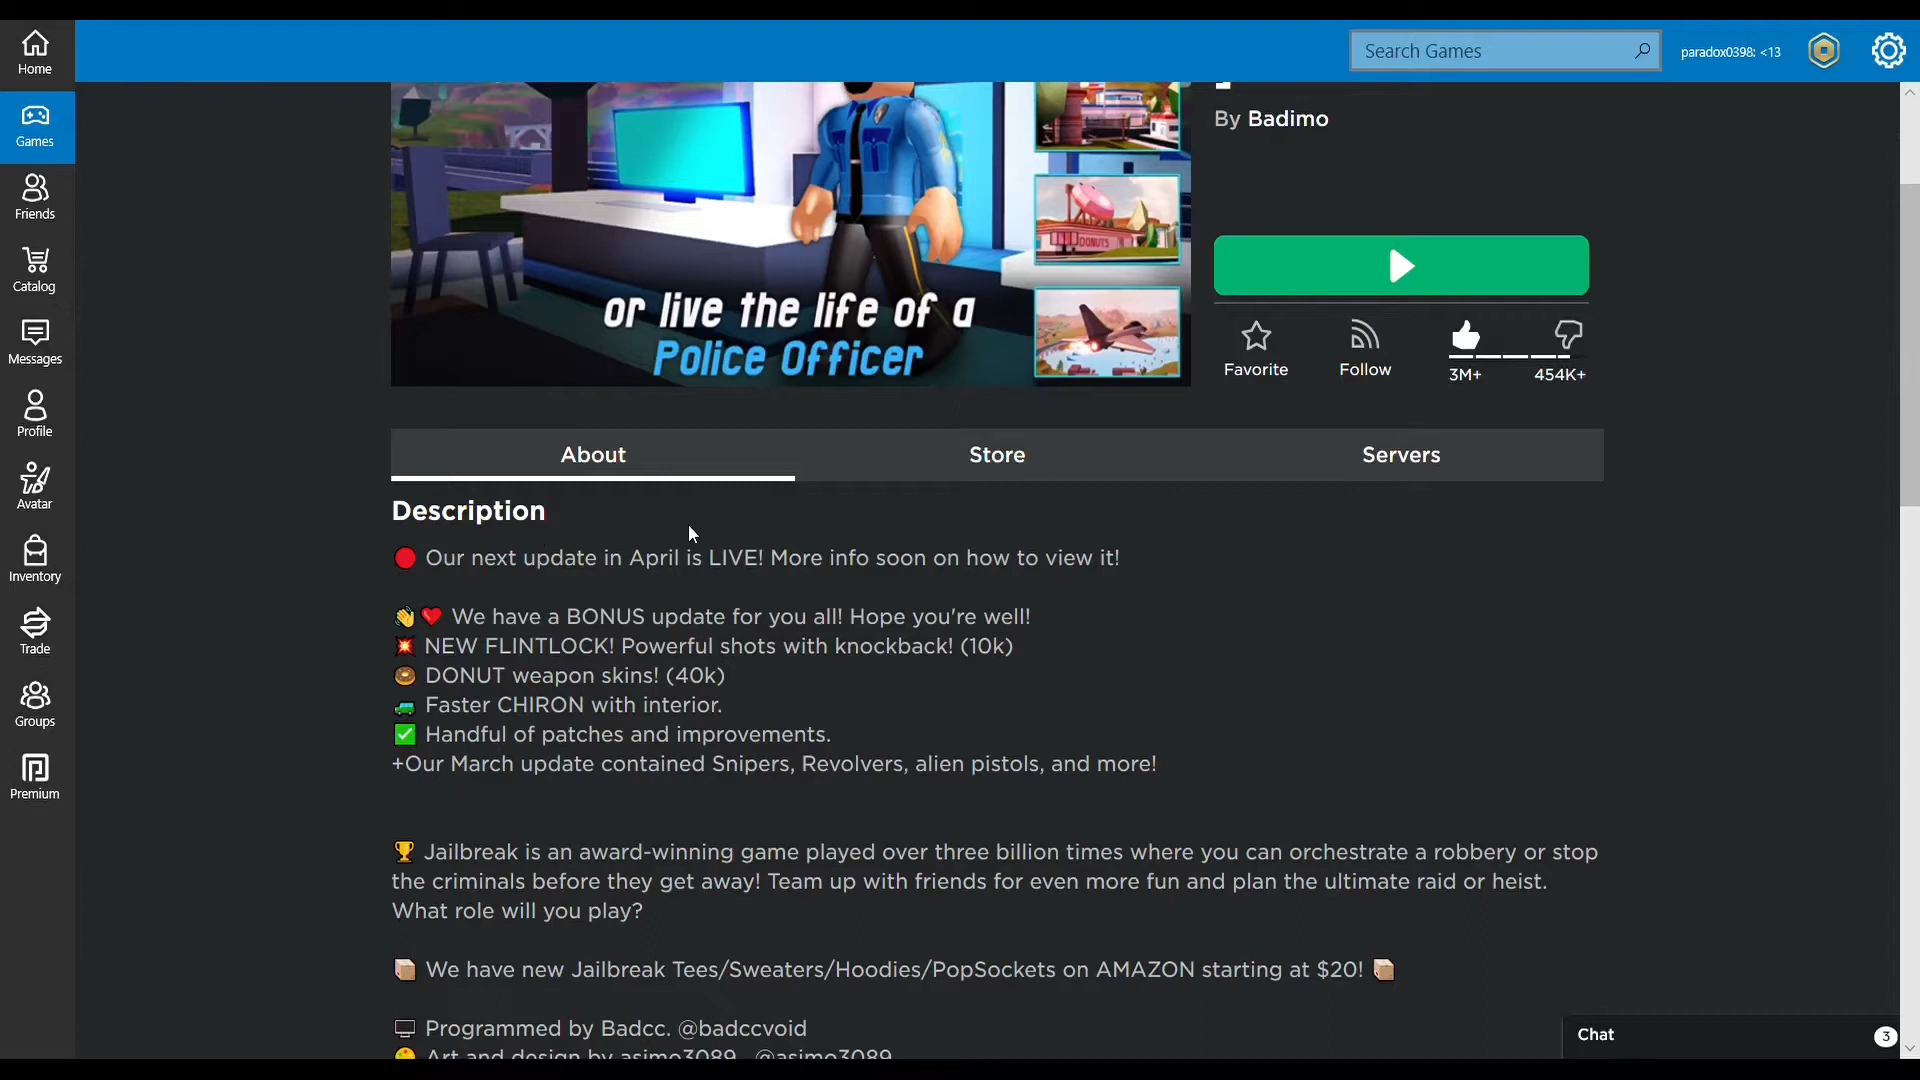 Home
Search Games
paradox0398: <13
Games
Friends
Catalog
Messages
Profile
Avatar
Inventory
Trade
Groups
Premium
DONUTS
or live the life of a
Police Officer
By Badimo
Favorite
Follow
3M+
454K+
About
Store
Servers
Description
🔴 Our next update in April is LIVE! More info soon on how to view it!
👋❤️ We have a BONUS update for you all! Hope you're well!
💥 NEW FLINTLOCK! Powerful shots with knockback! (10k)
🍩 DONUT weapon skins! (40k)
🚙 Faster CHIRON with interior.
✅ Handful of patches and improvements.
+Our March update contained Snipers, Revolvers, alien pistols, and more!
🏆 Jailbreak is an award-winning game played over three billion times where you can orchestrate a robbery or stop
the criminals before they get away! Team up with friends for even more fun and plan the ultimate raid or heist.
What role will you play?
📦 We have new Jailbreak Tees/Sweaters/Hoodies/PopSockets on AMAZON starting at $20! 📦
🖥️ Programmed by Badcc. @badccvoid
🎨 Art and design by asimo3089. @asimo3089
Chat
3